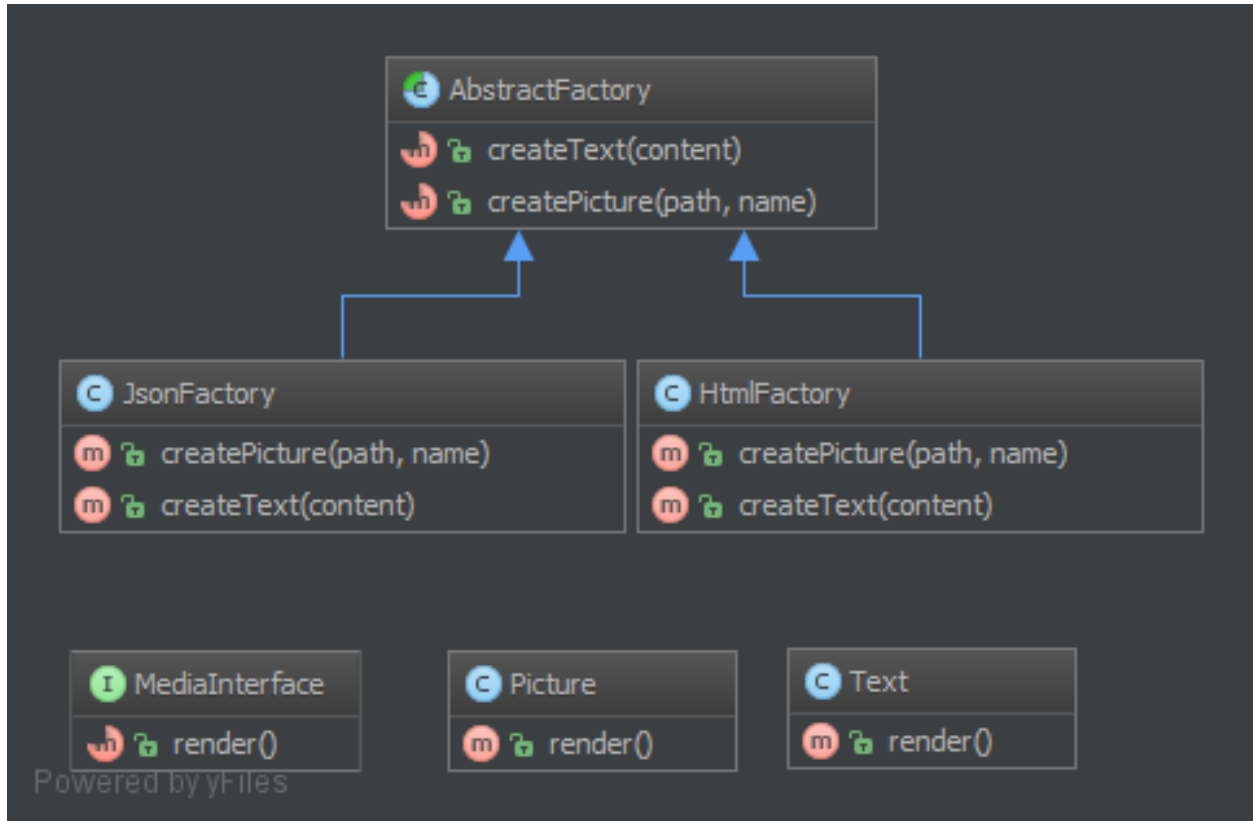 AbstractFactory
createText(content)
createPicture(path, name)
JsonFactory
createPicture(path, name)
createText(content)
HtmlFactory
createPicture(path, name)
createText(content)
MediaInterface
render()
Picture
render()
Text
render()
Powered by yFiles